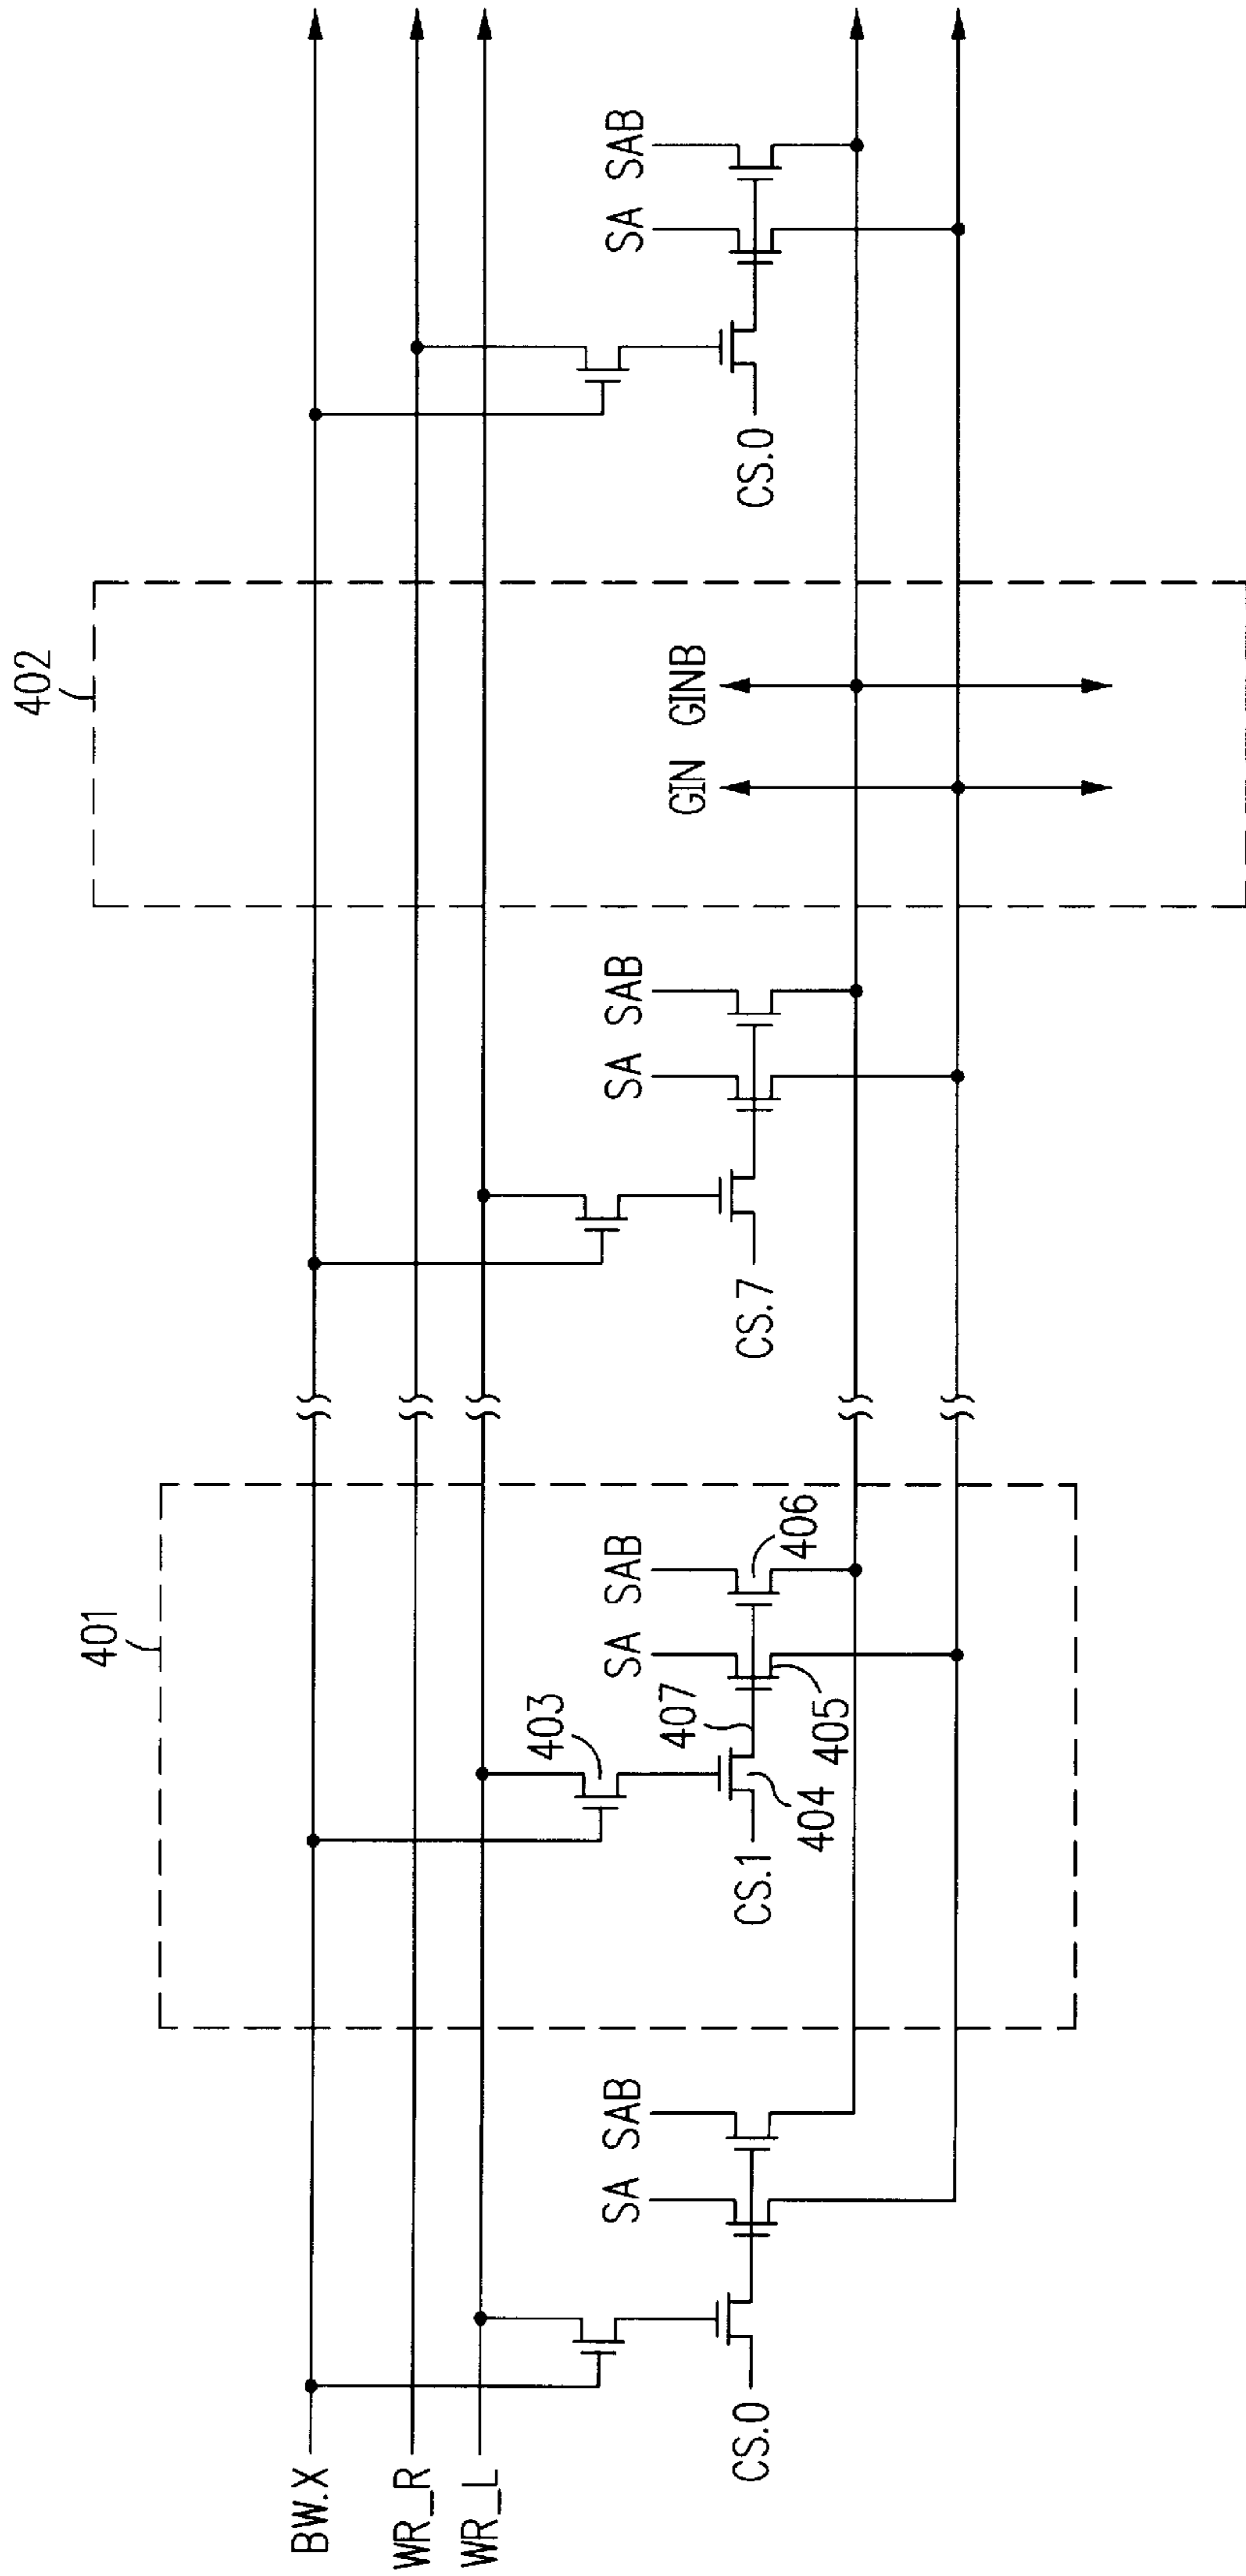 BW.X
WR_R
WR_L
CS.0
SA SAB
401
403
407
CS.1
404
405
SA SAB
406
CS.7
SA SAB
402
GIN GINB
CS.0
SA SAB